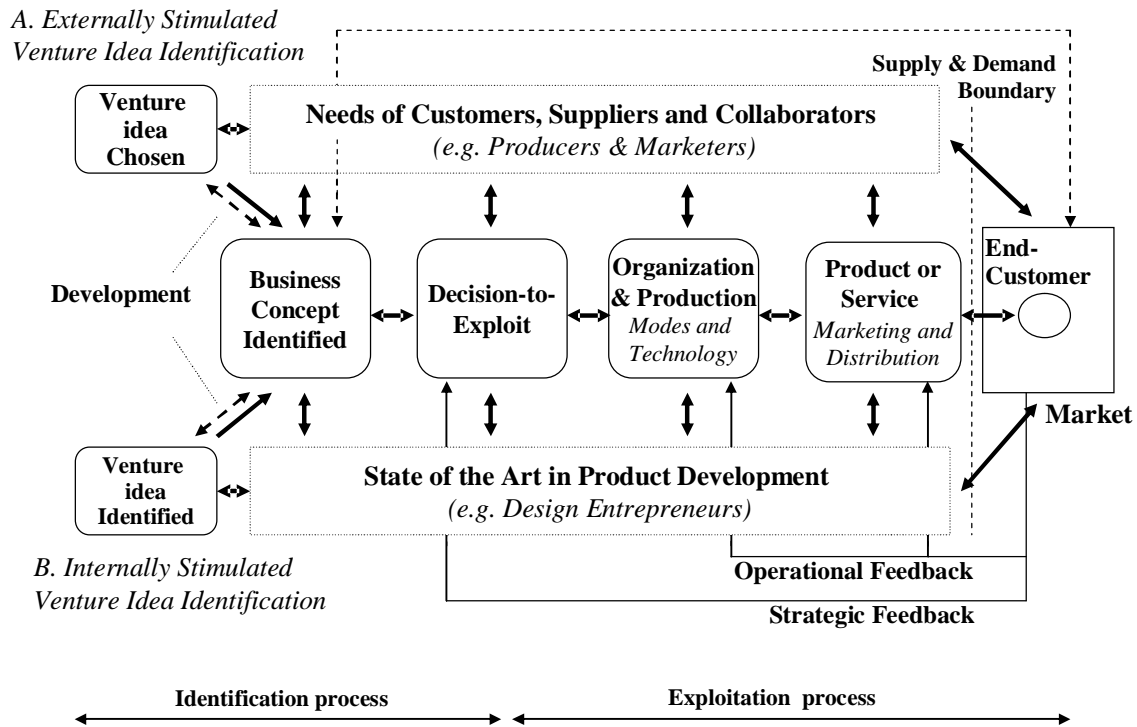 A. Externally Stimulated
Venture Idea Identification
Supply & Demand
Boundary
Venture
idea
Chosen
Needs of Customers, Suppliers and Collaborators
(e.g. Producers & Marketers)
Development
Business
Concept
Identified
Decision-to-
Exploit
Organization
& Production
Modes and
Technology
Product or
Service
Marketing and
Distribution
End-
Customer
Market
Venture
idea
Identified
State of the Art in Product Development
(e.g. Design Entrepreneurs)
B. Internally Stimulated
Venture Idea Identification
Operational Feedback
Strategic Feedback
Identification process
Exploitation process